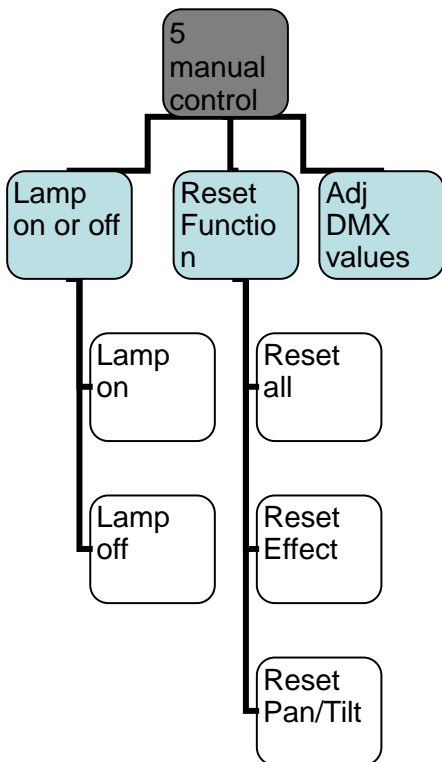 5
manual
control
Lamp
on or off
Reset
Functio
n
Adj
DMX
values
Lamp
on
Reset
all
Lamp
off
Reset
Effect
Reset
Pan/Tilt